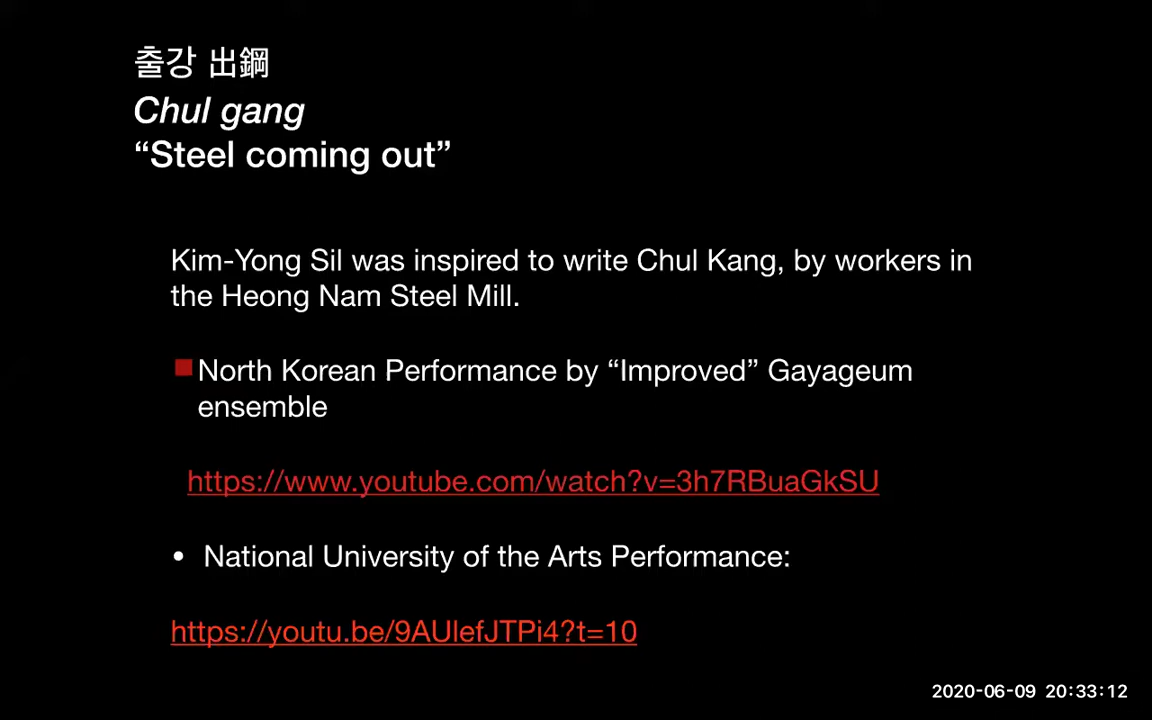 출강 出鋼
Chul gang
“Steel coming out”
Kim-Yong Sil was inspired to write Chul Kang, by workers in
the Heong Nam Steel Mill.
North Korean Performance by “Improved” Gayageum
ensemble
https://www.youtube.com/watch?v=3h7RBuaGkSU
• National University of the Arts Performance:
https://youtu.be/9AUlefJTPi4?t=10
2020-06-09 20:33:12